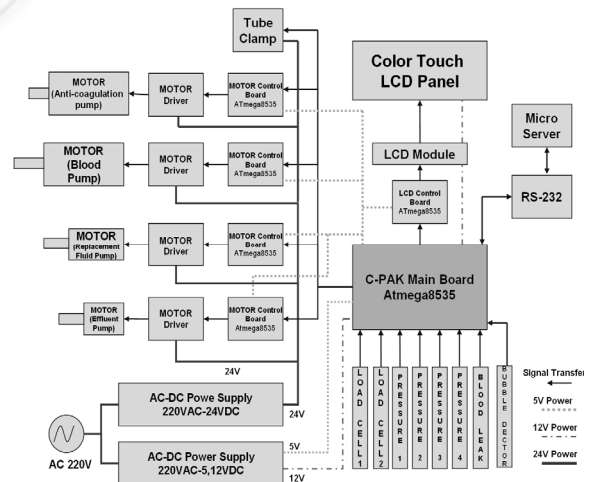 Tube
Clamp
Color Touch
LCD Panel
MOTOR
(Anti-coagulation
pump)
MOTOR
Driver
MOTOR Control
Board
ATmega8535
Micro
Server
MOTOR
(Blood
Pump)
MOTOR
Driver
MOTOR Control
Board
ATmega8535
LCD Module
LCD Control
Board
ATmega8535
RS-232
MOTOR
(Replacement
Fluid Pump)
MOTOR
Driver
MOTOR Control
Board
ATmega8535
C-PAK Main Board
Atmega8535
MOTOR
(Effluent
Pump)
MOTOR
Driver
MOTOR Control
Board
Atmega8535
24V
AC-DC Powe Supply
220VAC-24VDC
24V
AC 220V
AC-DC Power Supply
220VAC-5,12VDC
5V
12V
LOAD CELL1
LOAD CELL2
PRESSURE 1
PRESSSURE 2
PRESSSURE 3
PRESSSURE 4
BLOOD LEAK
BUBBLE DECTOR
Signal Transfer
5V Power
12V Power
24V Power